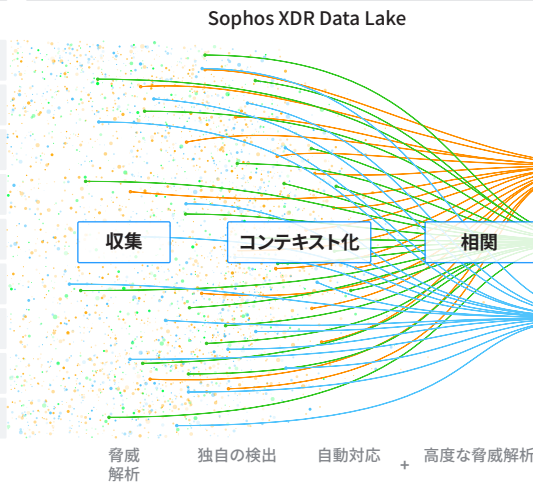 Sophos XDR Data Lake
収集
コンテキスト化
相関
脅威
解析
独自の検出
自動対応
+
高度な脅威解析